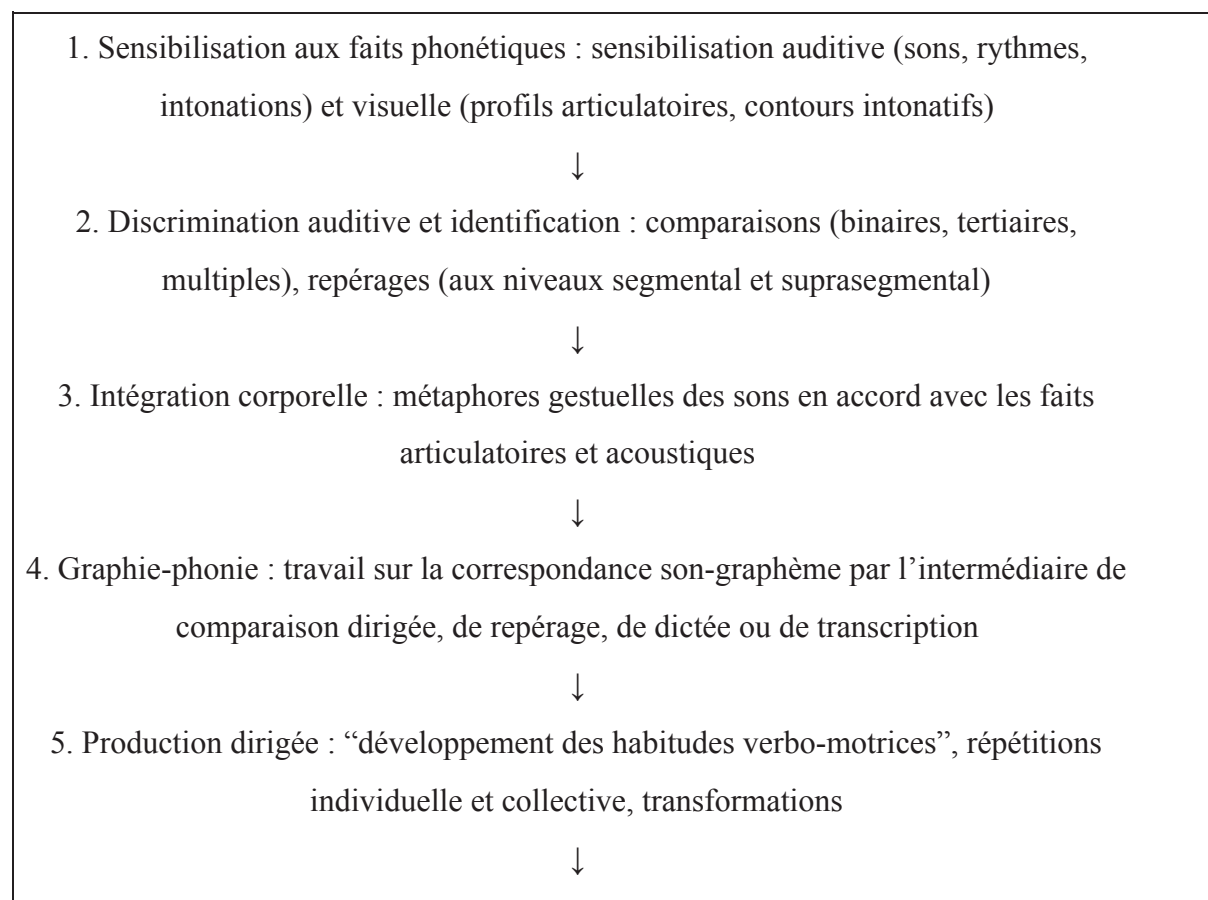 1. Sensibilisation aux faits phonétiques : sensibilisation auditive (sons, rythmes,
intonations) et visuelle (profils articulatoires, contours intonatifs)
↓
2. Discrimination auditive et identification : comparaisons (binaires, tertiaires,
multiples), repérages (aux niveaux segmental et suprasegmental)
↓
3. Intégration corporelle : métaphores gestuelles des sons en accord avec les faits
articulatoires et acoustiques
↓
4. Graphie-phonie : travail sur la correspondance son-graphème par l’intermédiaire de
comparaison dirigée, de repérage, de dictée ou de transcription
↓
5. Production dirigée : “développement des habitudes verbo-motrices”, répétitions
individuelle et collective, transformations
↓